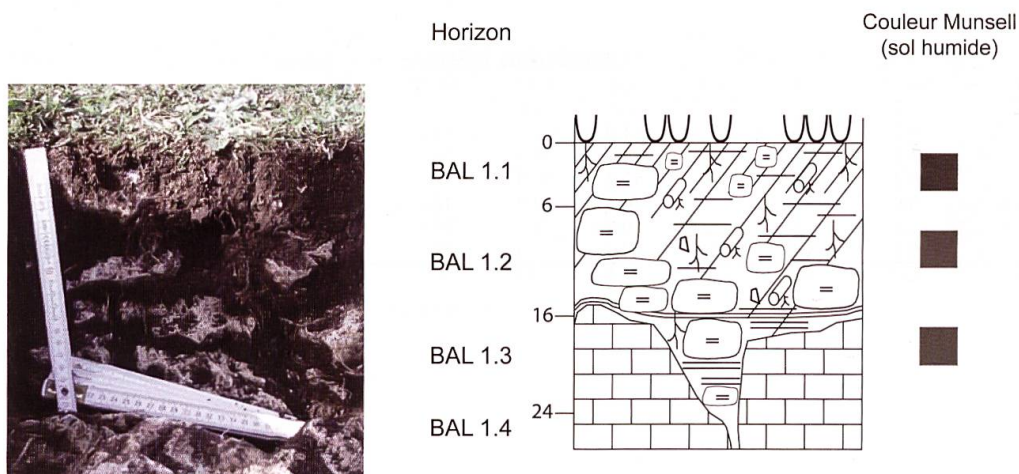 Horizon
Couleur Munsell
(sol humide)
0
BAL 1.1
6
BAL 1.2
16
BAL 1.3
24
BAL 1.4